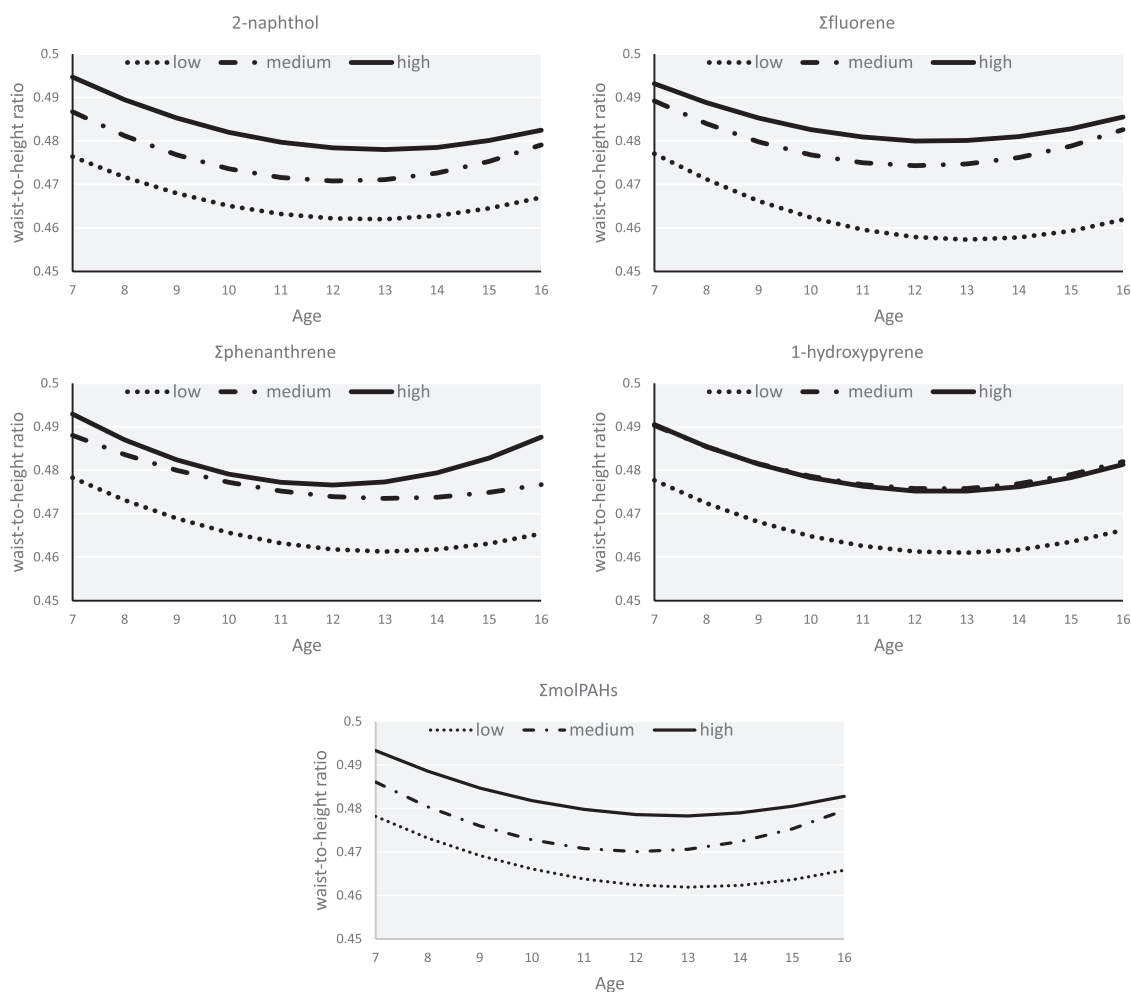 2-naphthol
low medium high
0.5
0.49
0.48
0.47
0.46
0.45
waist-to-height ratio
7 8 9 10 11 12 13 14 15 16
Age
Σfluorene
low medium high
0.5
0.49
0.48
0.47
0.46
0.45
waist-to-height ratio
7 8 9 10 11 12 13 14 15 16
Age
Σphenanthrene
low medium high
0.5
0.49
0.48
0.47
0.46
0.45
waist-to-height ratio
7 8 9 10 11 12 13 14 15 16
Age
1-hydroxypyrene
low medium high
0.5
0.49
0.48
0.47
0.46
0.45
waist-to-height ratio
7 8 9 10 11 12 13 14 15 16
Age
ΣmolPAHs
low medium high
0.5
0.49
0.48
0.47
0.46
0.45
waist-to-height ratio
7 8 9 10 11 12 13 14 15 16
Age